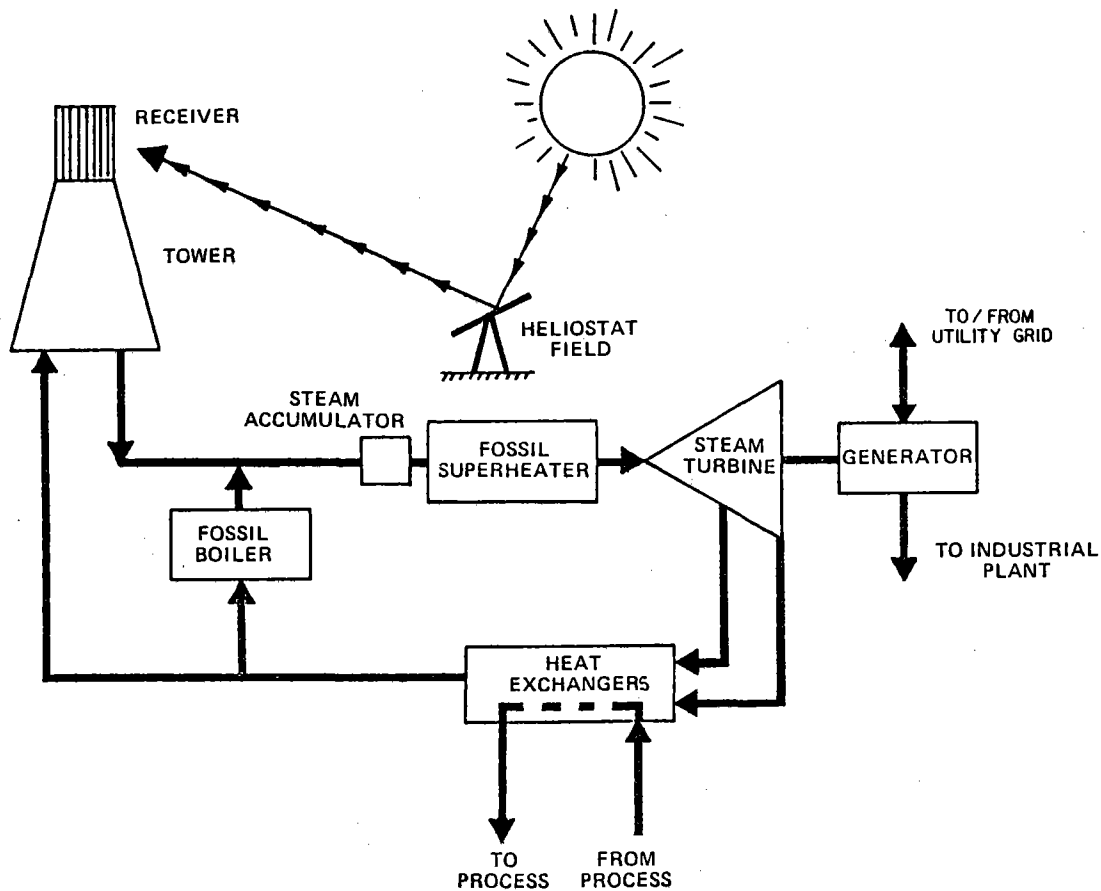 RECEIVER
TOWER
HELIOSTAT
FIELD
TO / FROM
UTILITY GRID
STEAM
ACCUMULATOR
FOSSIL
SUPERHEATER
STEAM
TURBINE
GENERATOR
FOSSIL
BOILER
TO INDUSTRIAL
PLANT
HEAT
EXCHANGERS
TO
PROCESS
FROM
PROCESS